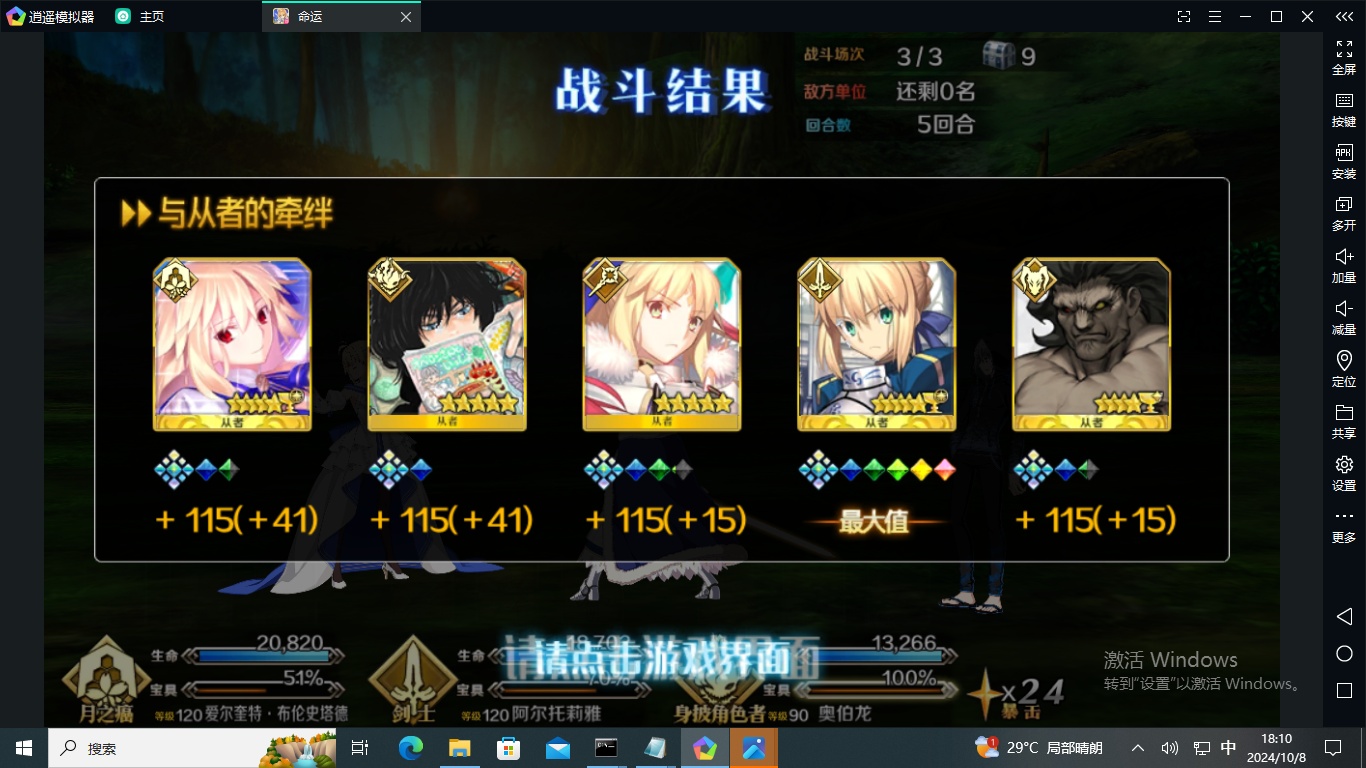 逍遥模拟器 主页 命运
战斗场次 3/3 9
敌方单位 还剩0名
回合数 5回合
战斗结果
与从者的牵绊
从者 从者 从者 从者 从者
+ 115(+41) + 115(+41) + 115(+15) 最大值 + 115(+15)
请点击游戏界面
生命 20,820 生命 生命 13,266
宝具 51% 宝具 宝具 100%
月之癌 等级120 爱尔奎特·布伦史塔德
剑士 等级120 阿尔托莉雅
身披角色者 等级90 奥伯龙
x24
暴击
激活 Windows
转到"设置"以激活 Windows。
全屏
按键
APK
安装
多开
加量
减量
定位
共享
设置
更多
搜索
1
29°C 局部晴朗
中
18:10
2024/10/8